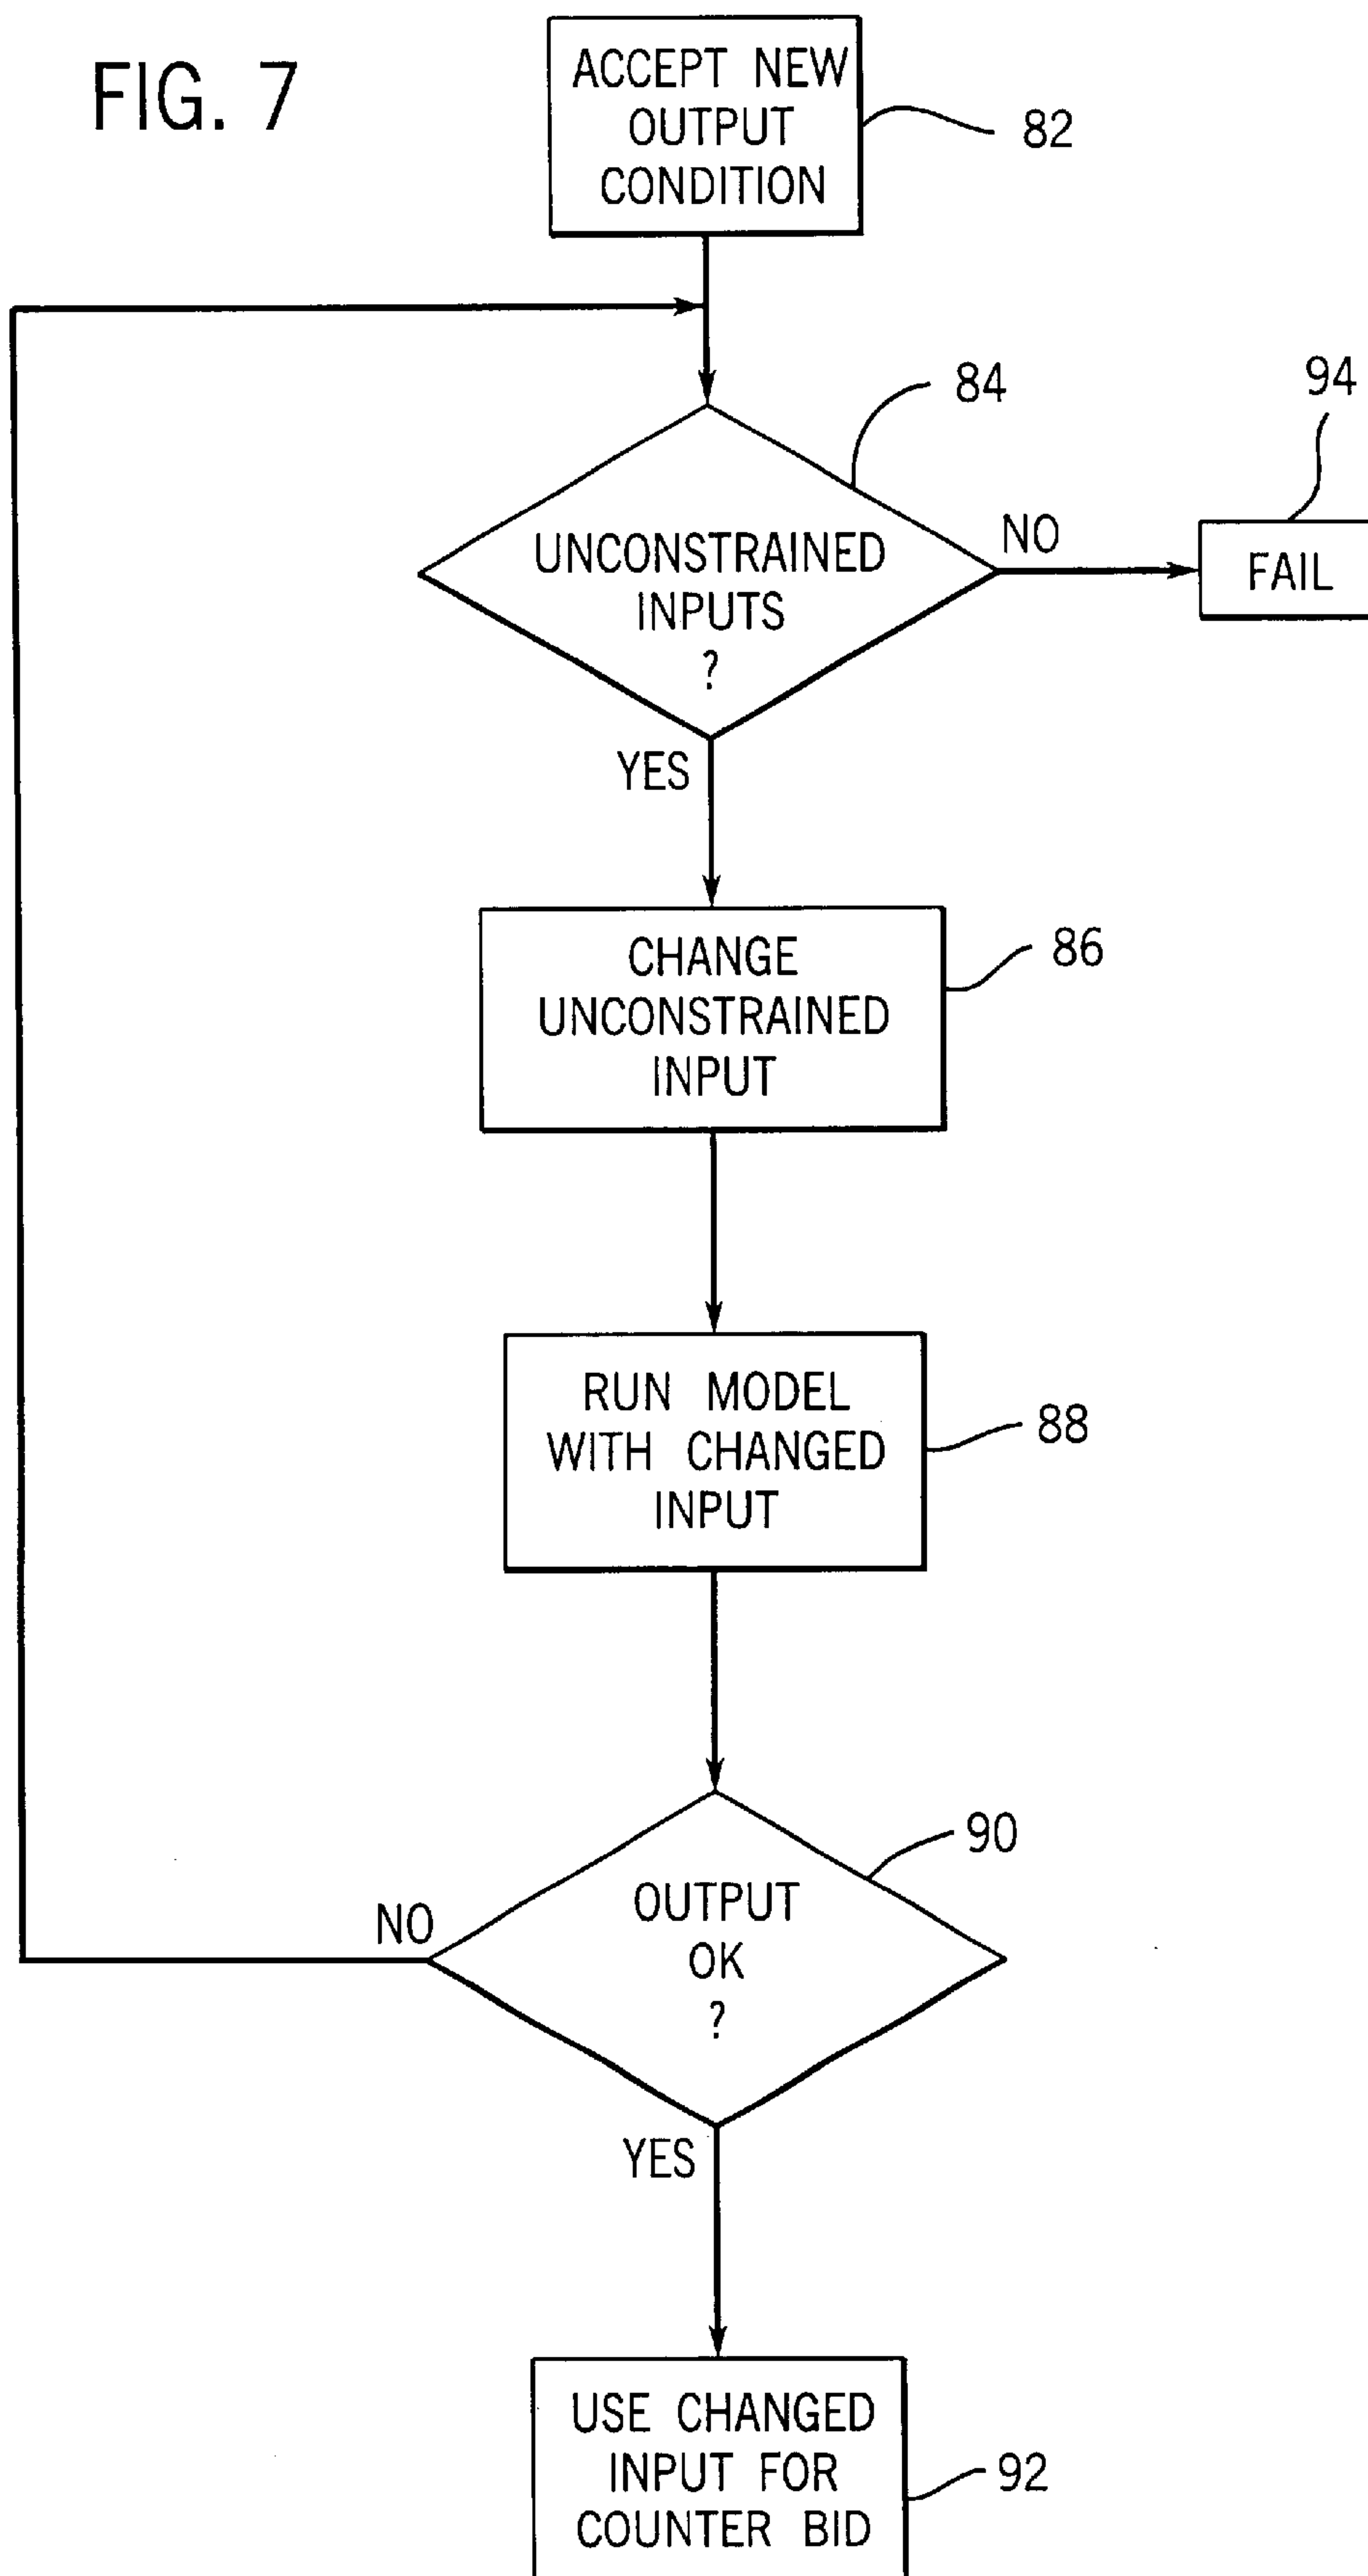 FIG. 7
ACCEPT NEW
OUTPUT
CONDITION
82
84
94
UNCONSTRAINED
INPUTS
?
NO
FAIL
YES
CHANGE
UNCONSTRAINED
INPUT
86
RUN MODEL
WITH CHANGED
INPUT
88
90
OUTPUT
OK
?
NO
YES
USE CHANGED
INPUT FOR
COUNTER BID
92